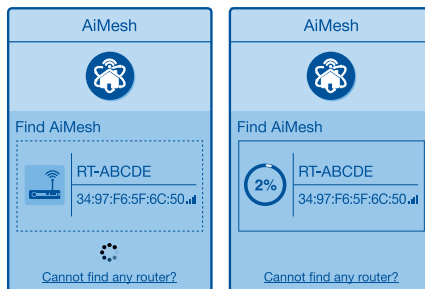 AiMesh
Find AiMesh
RT-ABCDE
34:97:F6:5F:6C:50
Cannot find any router?
AiMesh
Find AiMesh
2%
RT-ABCDE
34:97:F6:5F:6C:50
Cannot find any router?